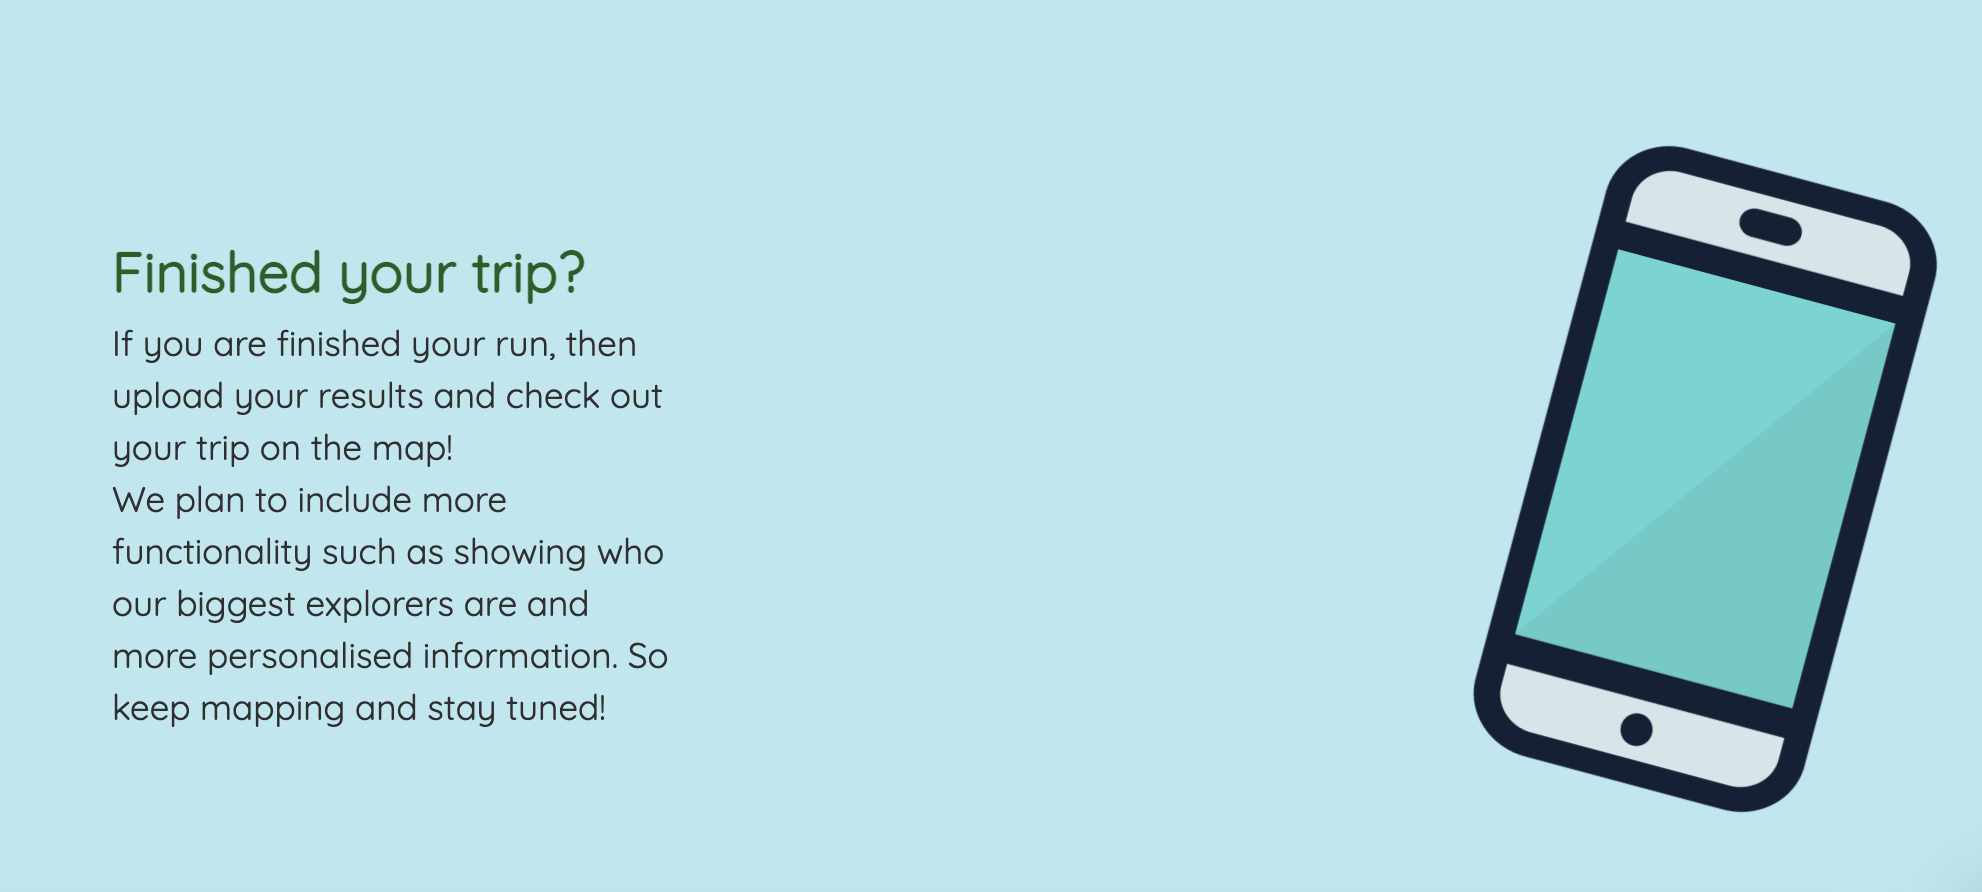 Finished your trip?
If you are finished your run, then
upload your results and check out
your trip on the map!
We plan to include more
functionality such as showing who
our biggest explorers are and
more personalised information. So
keep mapping and stay tuned!